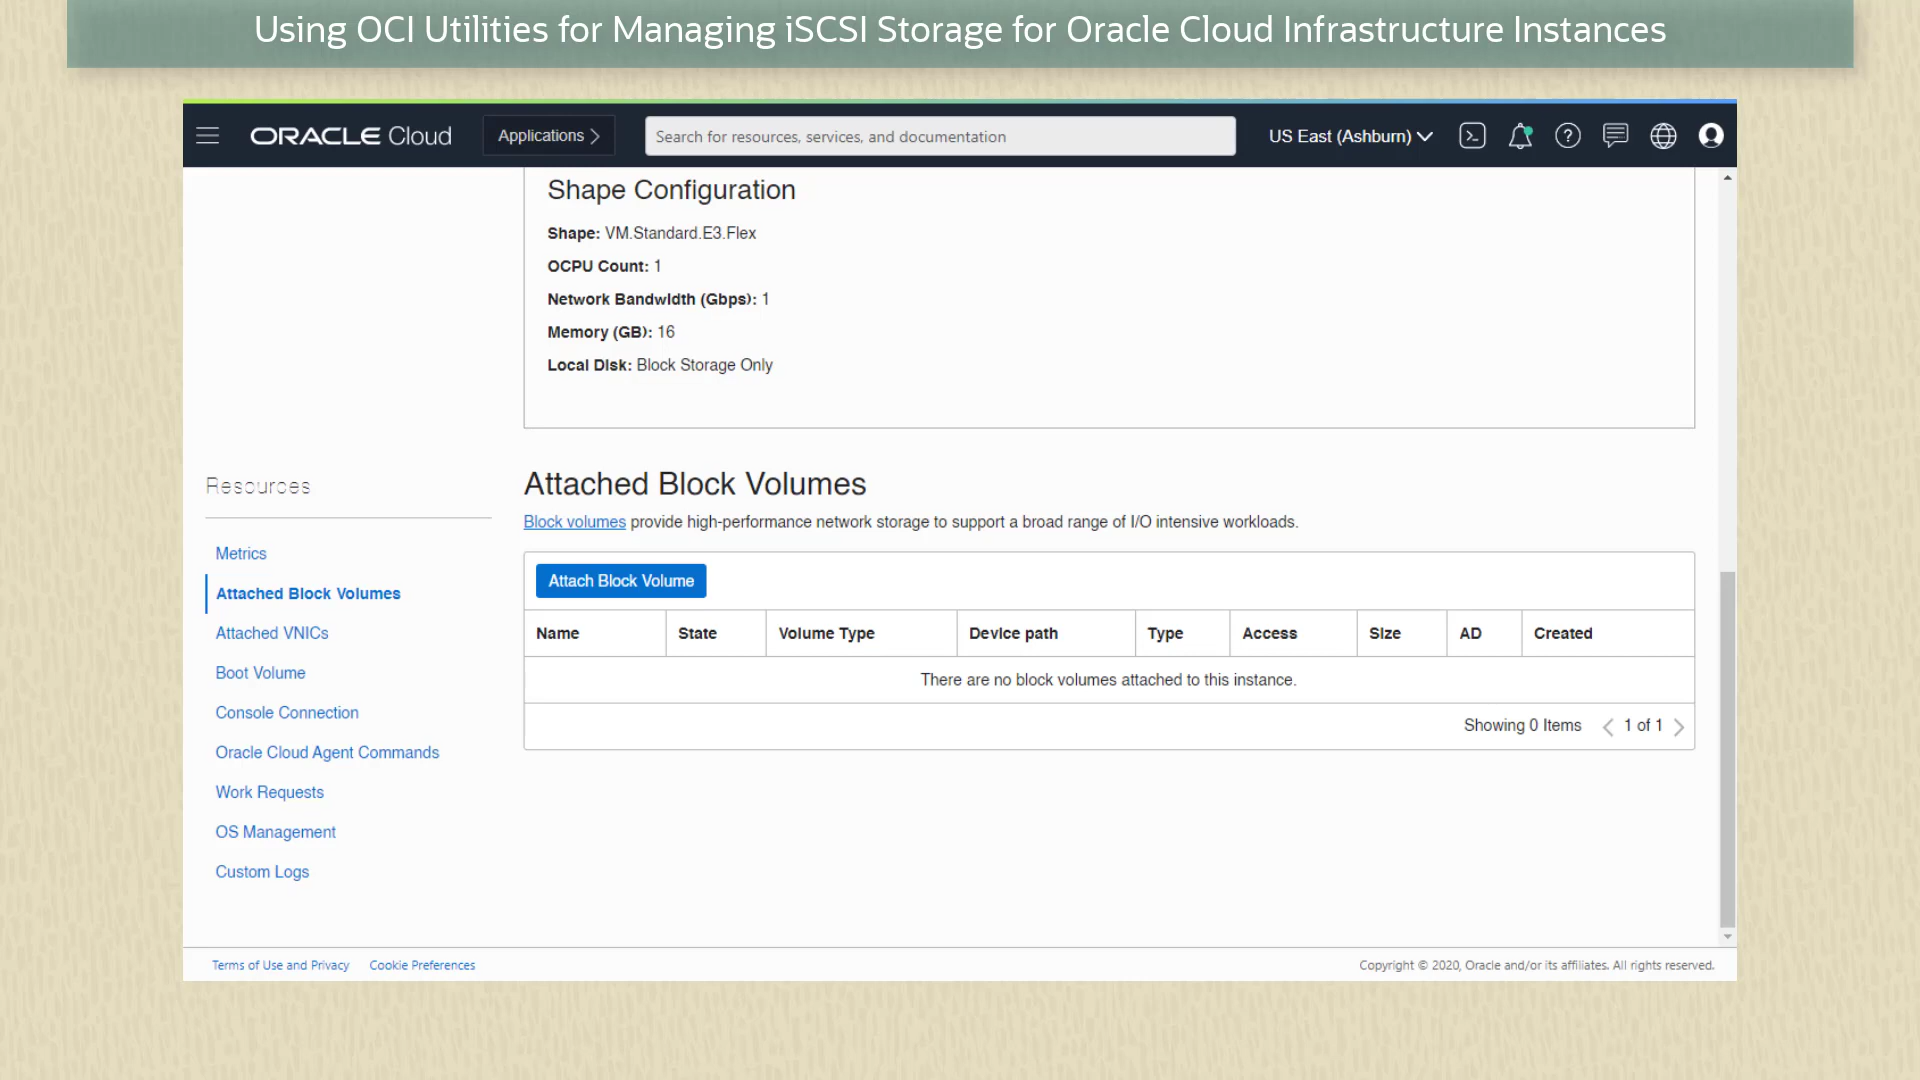 Using OCI Utilities for Managing iSCSI Storage for Oracle Cloud Infrastructure Instances
ORACLE Cloud
Applications
Search for resources, services, and documentation
US East (Ashburn)
Shape Configuration
Shape: VM.Standard.E3.Flex
OCPU Count: 1
Network Bandwidth (Gbps): 1
Memory (GB): 16
Local Disk: Block Storage Only
Resources
Metrics
Attached Block Volumes
Attached VNICs
Boot Volume
Console Connection
Oracle Cloud Agent Commands
Work Requests
OS Management
Custom Logs
Attached Block Volumes
Block volumes provide high-performance network storage to support a broad range of I/O intensive workloads.
Attach Block Volume
Name State Volume Type Device path Type Access Size AD Created
There are no block volumes attached to this instance.
Showing 0 Items 1 of 1
Terms of Use and Privacy Cookie Preferences
Copyright © 2020, Oracle and/or its affiliates. All rights reserved.